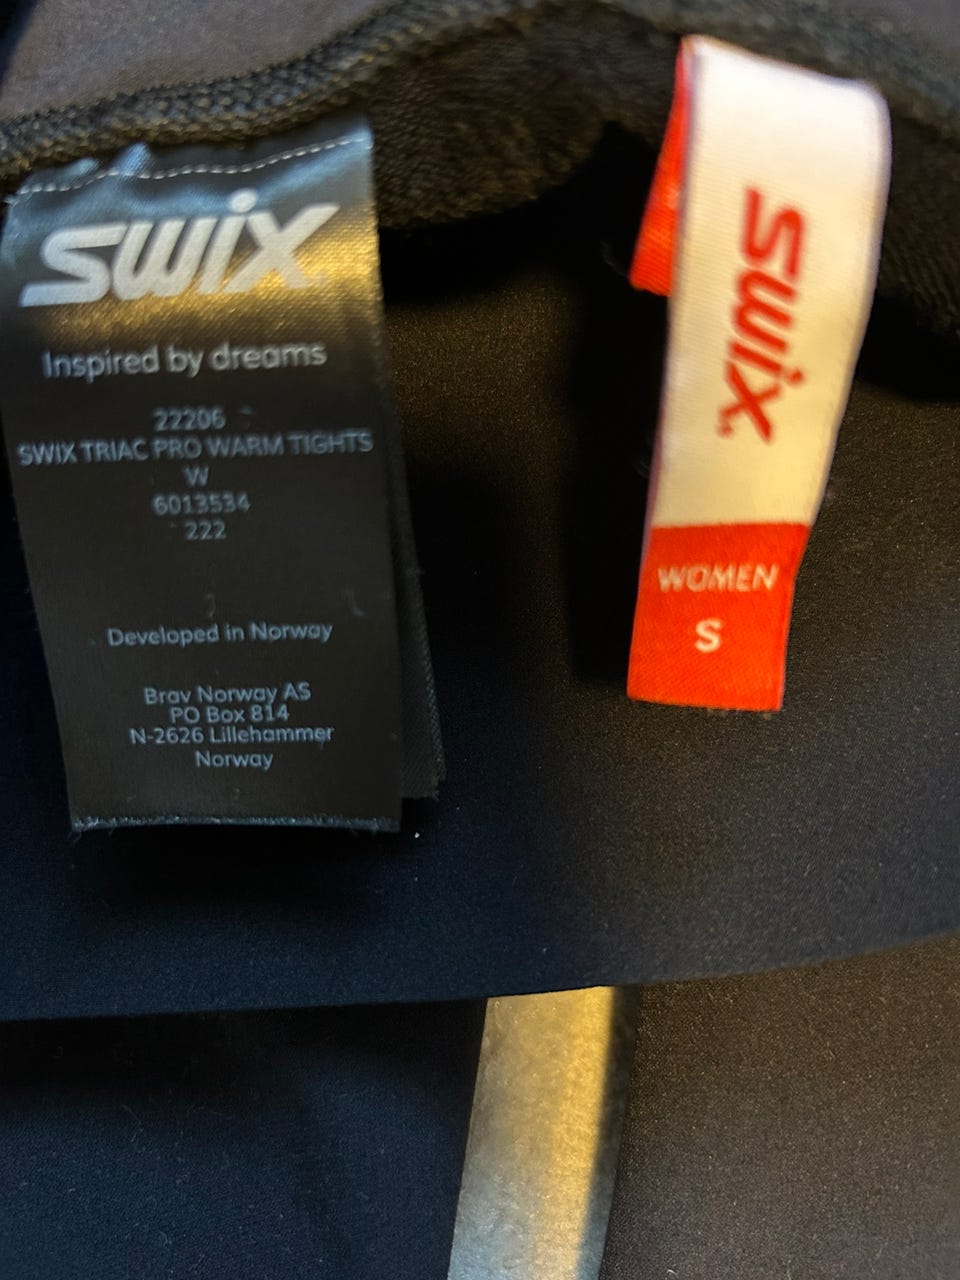 swix
Inspired by dreams
22206
SWIX TRIAC PRO WARM TIGHTS
W
6013534
222
Developed in Norway
Brav Norway AS
PO Box 814
N-2626 Lillehammer
Norway
swix
WOMEN
S